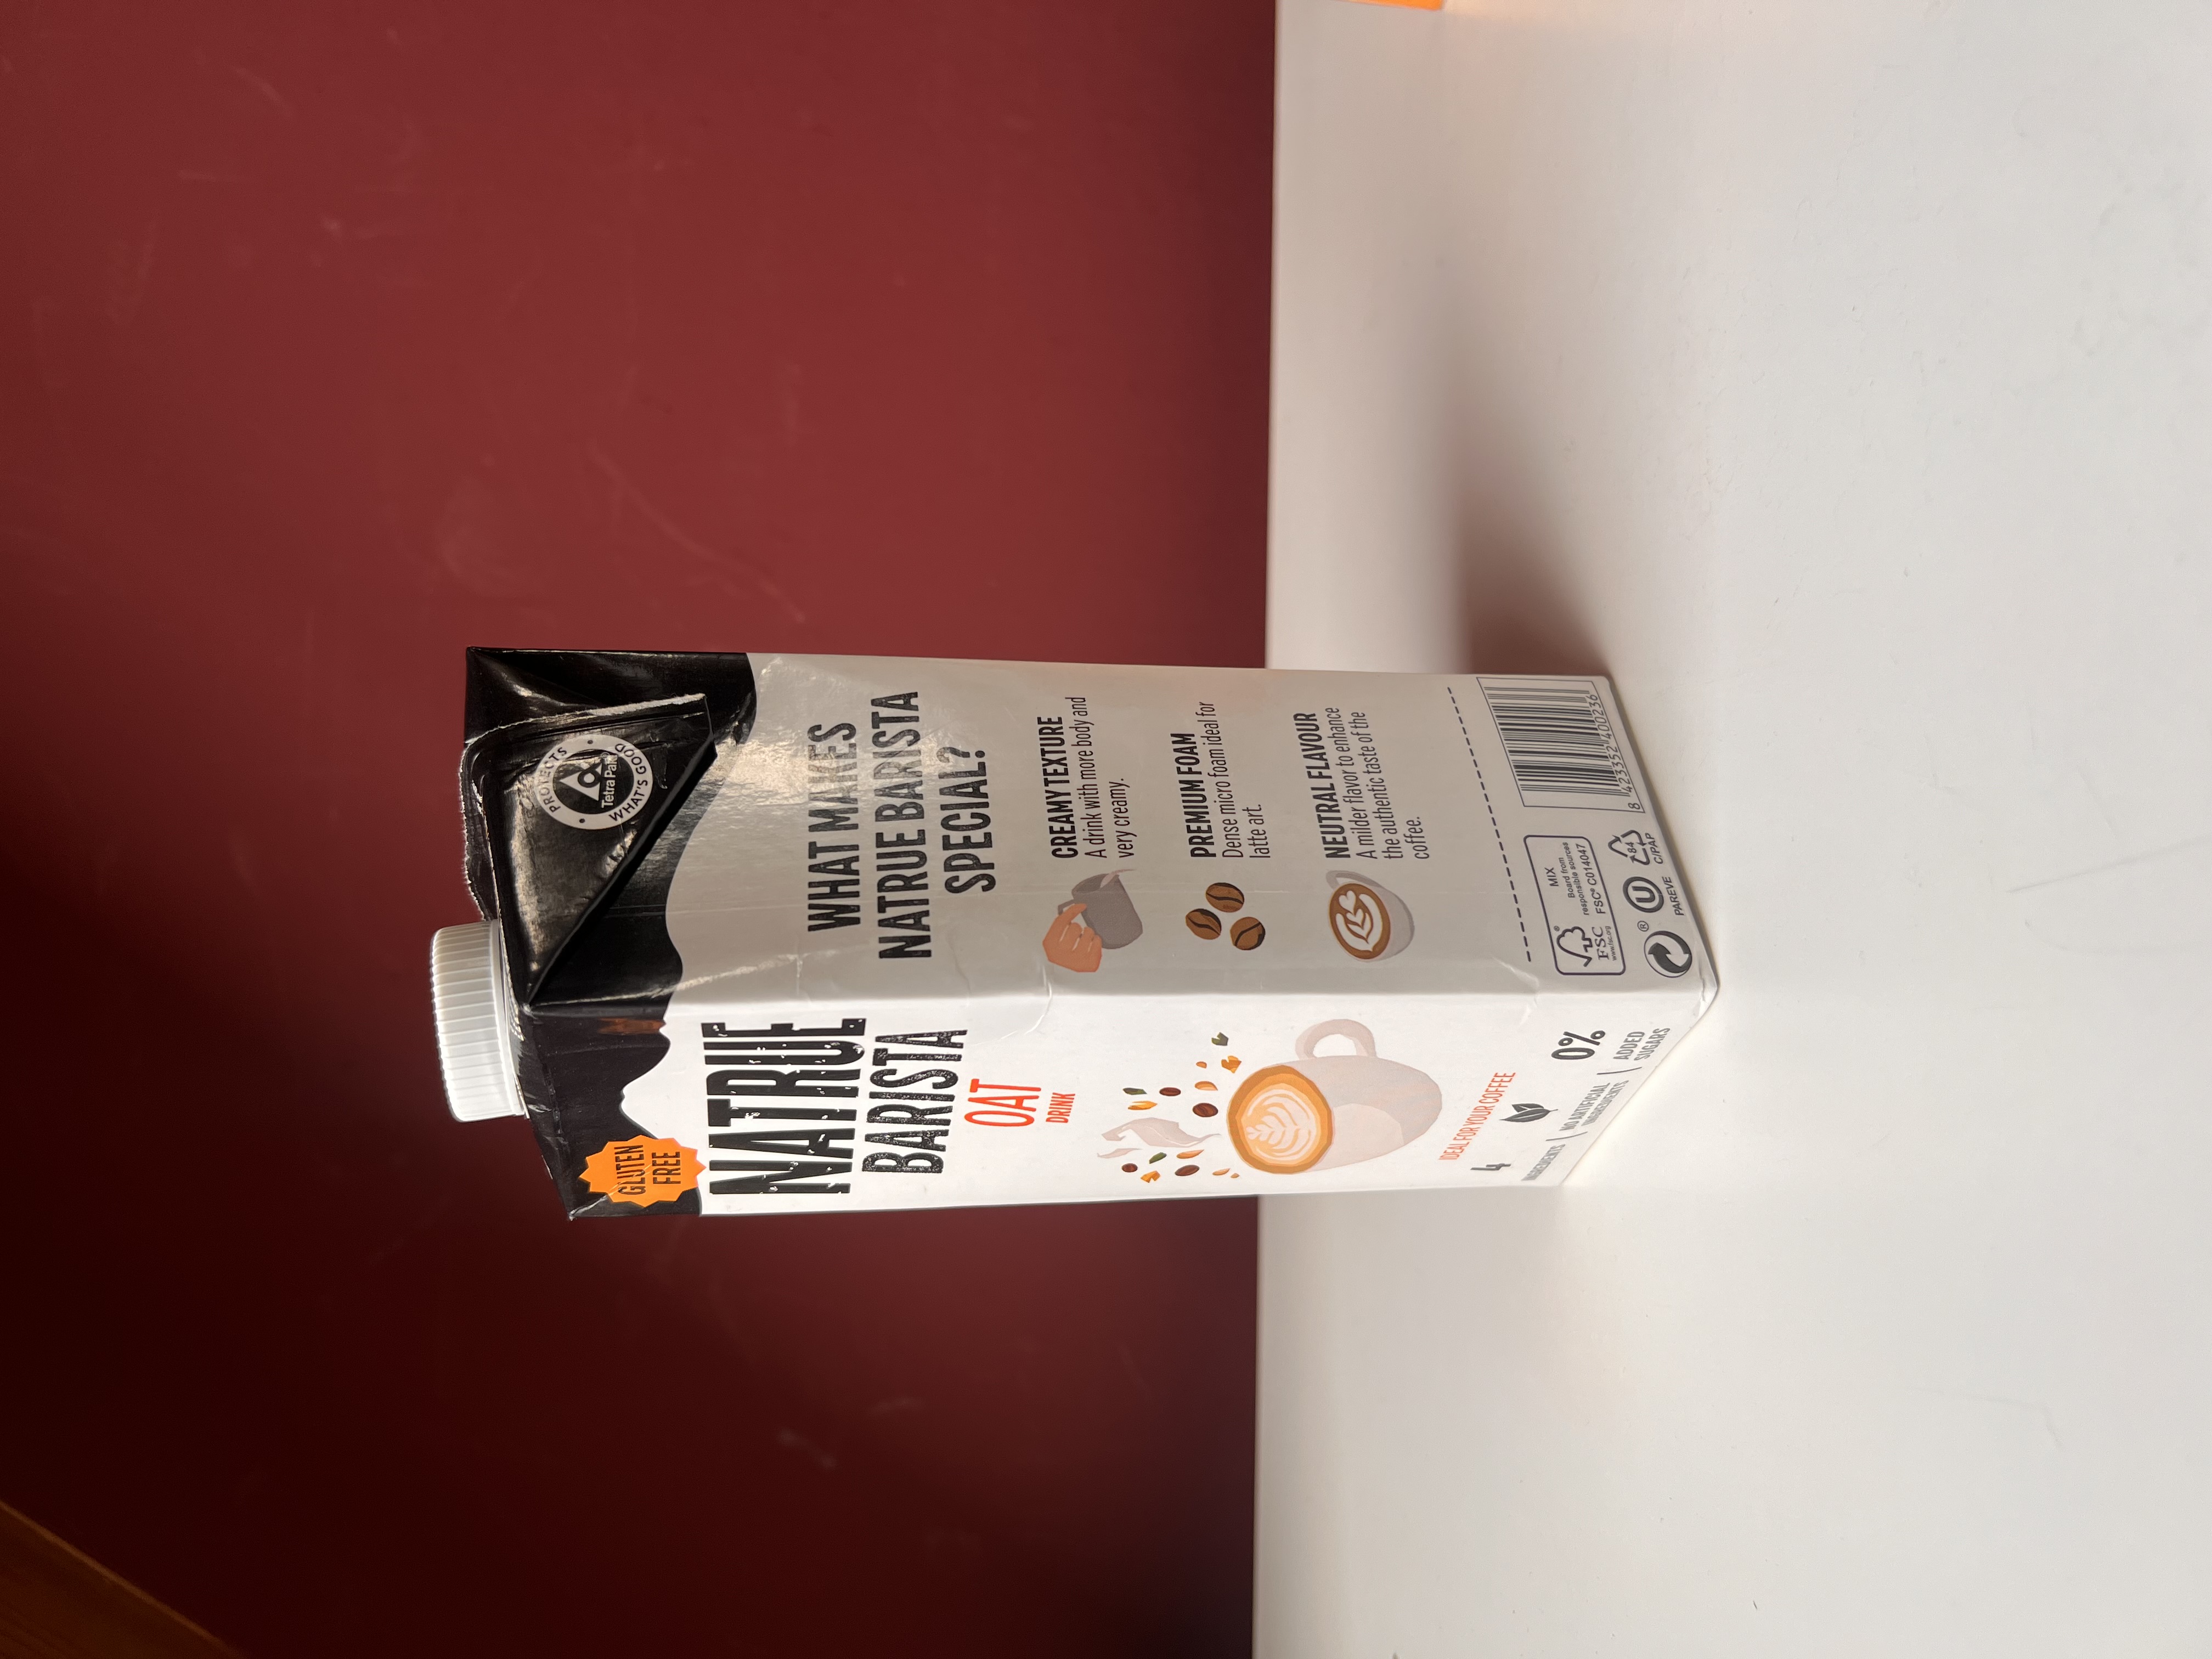 GLUTEN
FREE
NATRUE
BARISTA
OAT
DRINK
IDEAL FOR YOUR COFFEE
4
INGREDIENTS
NO ARTIFICIAL
INGREDIENTS
0%
ADDED
SUGARS
PROTECTS
Tetra Pak
WHAT'S GOOD
WHAT MAKES
NATRUE BARISTA
SPECIAL?
CREAMY TEXTURE
A drink with more body and
very creamy.
PREMIUM FOAM
Dense micro foam ideal for
latte art.
NEUTRAL FLAVOUR
A milder flavor to enhance
the authentic taste of the
coffee.
FSC
www.fsc.org
MIX
Board from
responsible sources
FSC® C014047
®
U
PAREVE
84
C/PAP
8 423352 400236